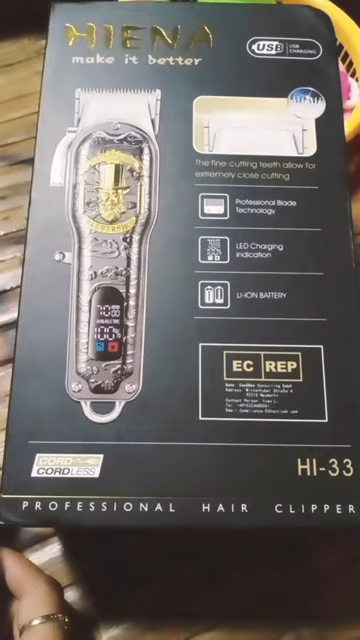 HIENA
make it better
USB
USB
CHARGING
The fine-cutting teeth allow for
extremely close cutting
Professional Blade
Technology
LED Charging
Indication
LI-ION BATTERY
100%
EC REP
CORD
CORDLESS
HI-33
PROFESSIONAL HAIR CLIPPER